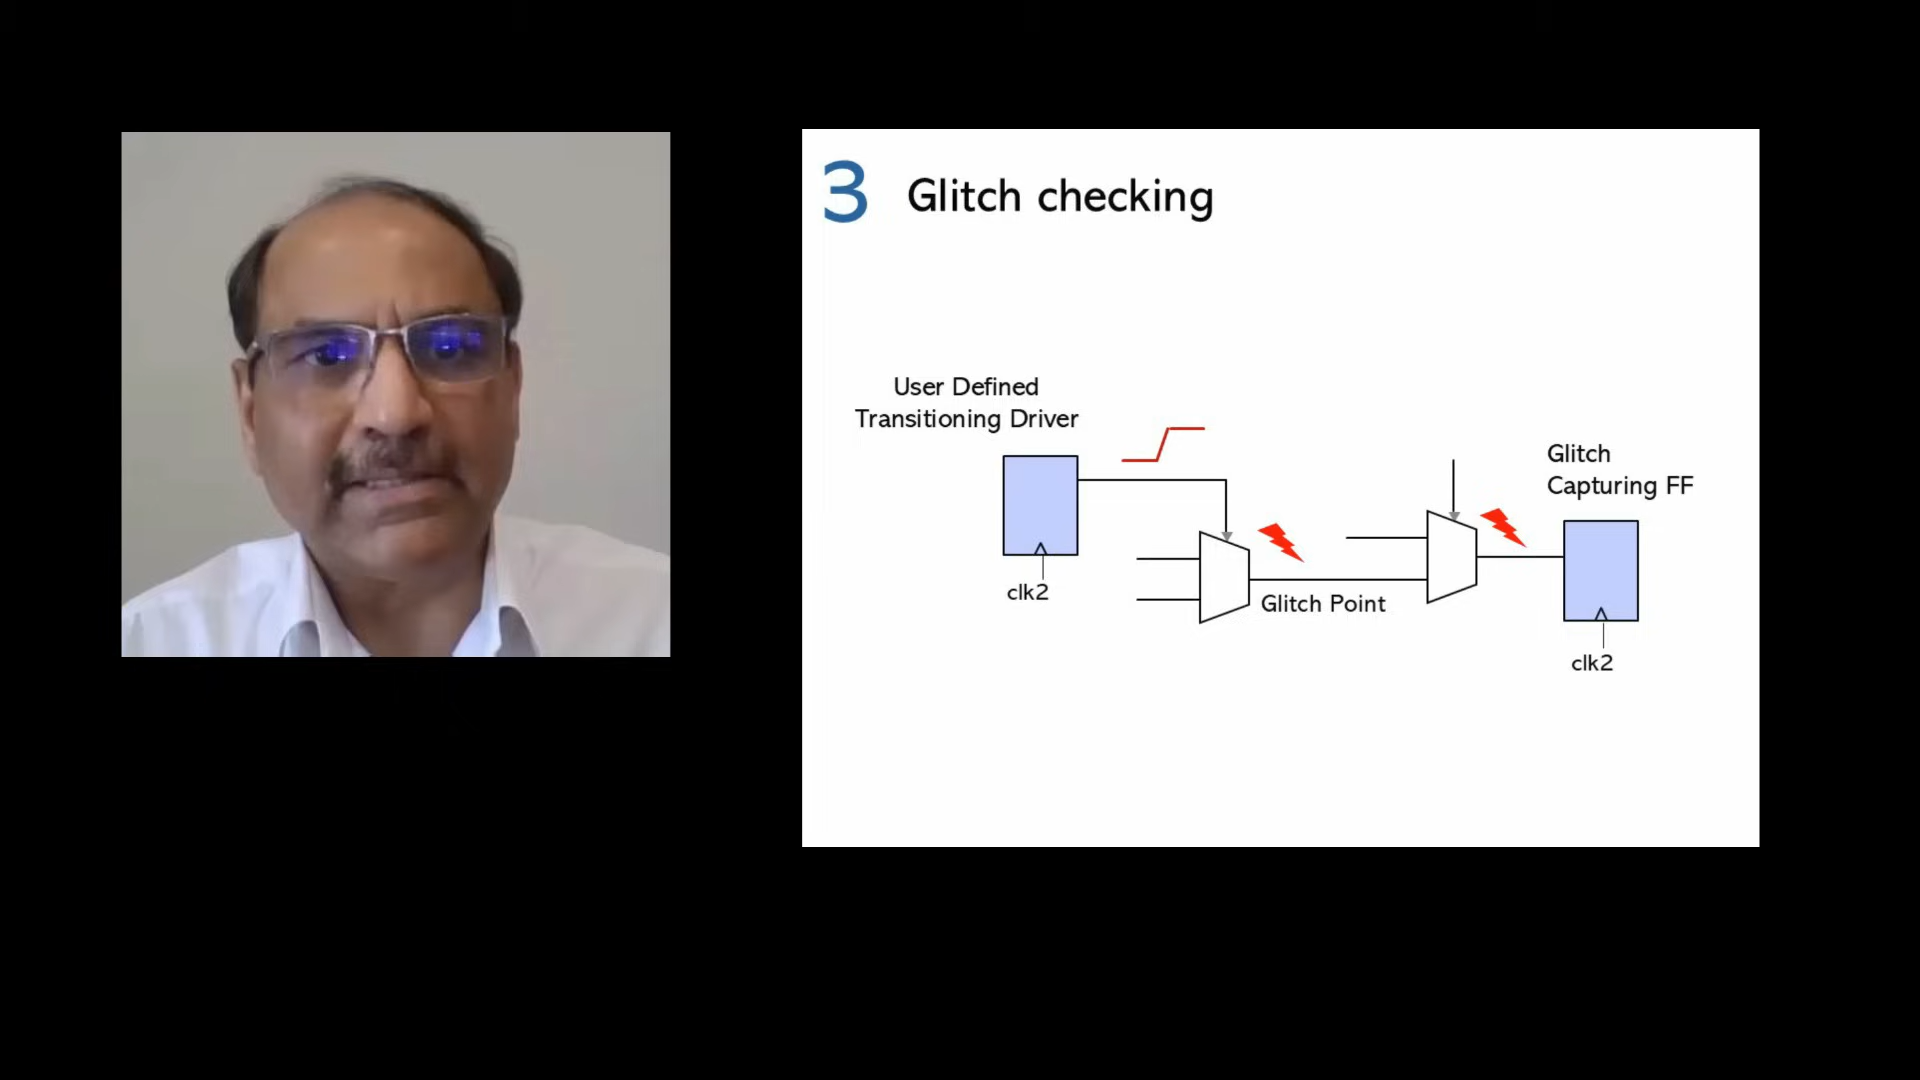 3 Glitch checking
User Defined
Transitioning Driver
Glitch
Capturing FF
clk2
Glitch Point
clk2